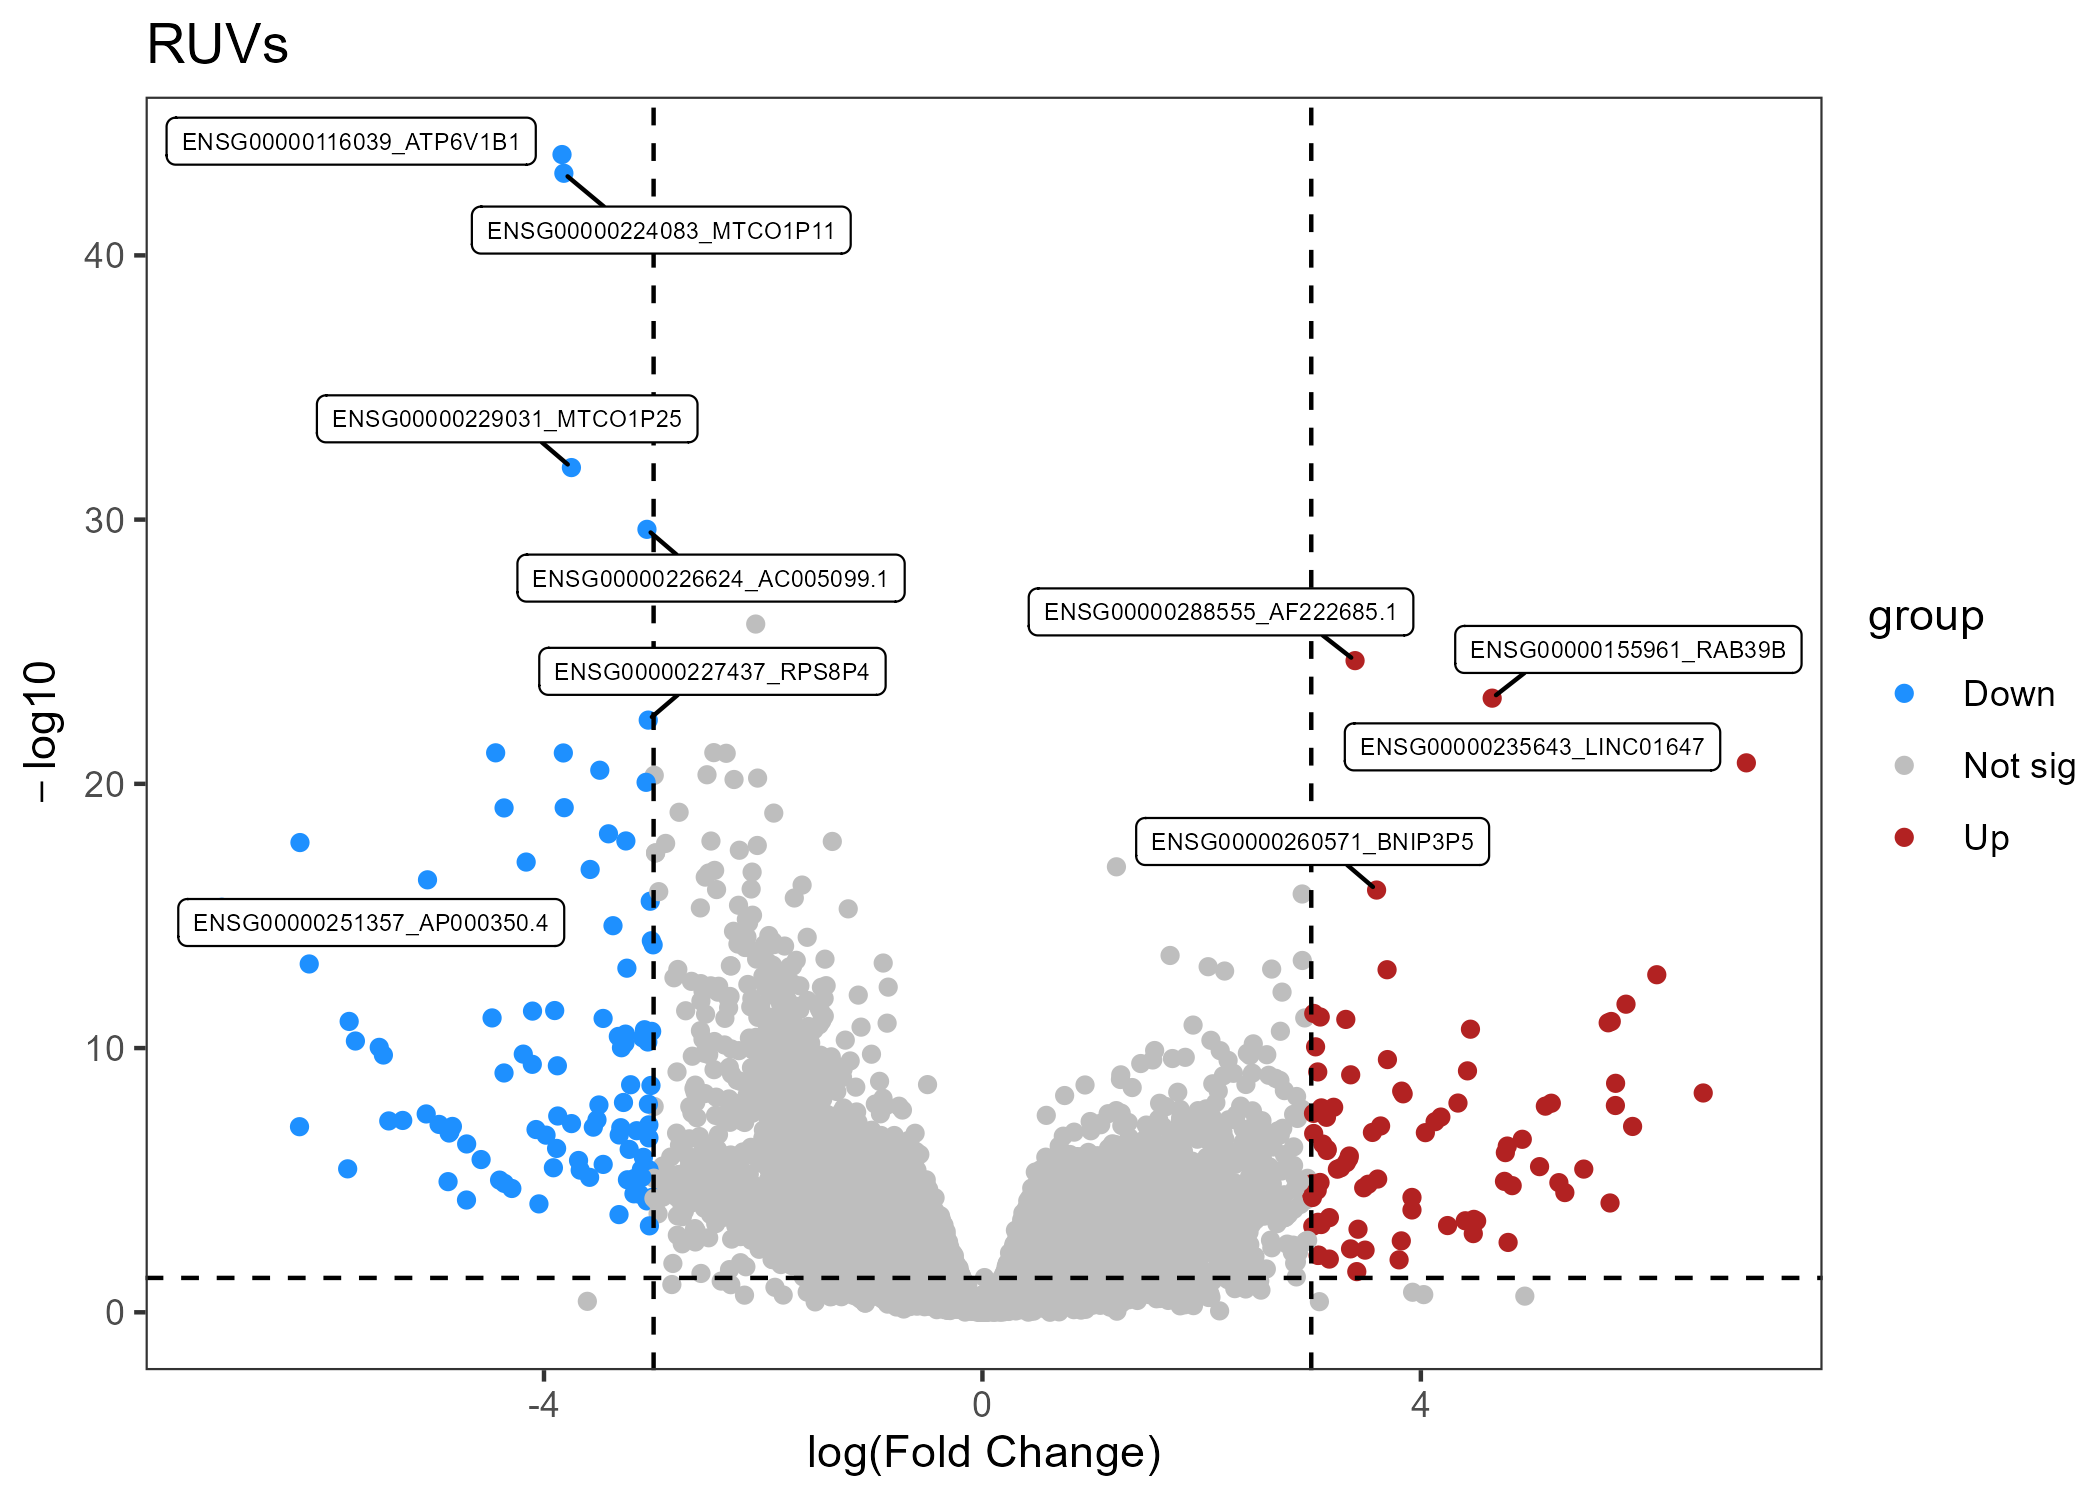 RUVs
ENSG00000116039_ATP6V1B1
ENSG00000224083_MTCO1P11
40
ENSG00000229031_MTCO1P25
30
ENSG00000226624_AC005099.1
ENSG00000288555_AF222685.1
ENSG00000155961_RAB39B
ENSG00000227437_RPS8P4
ENSG00000235643_LINC01647
20
ENSG00000260571_BNIP3P5
ENSG00000251357_AP000350.4
10
0
-4
0
4
log(Fold Change)
− log10
group
Down
Not sig
Up